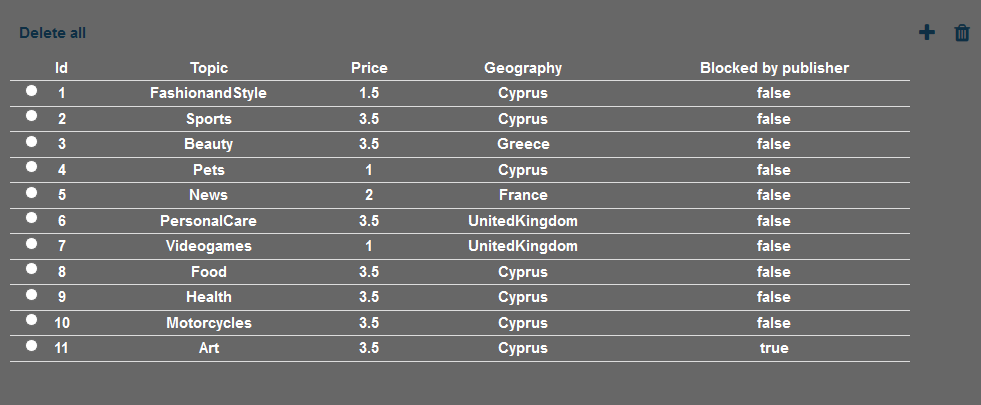 Delete all
Id Topic Price Geography Blocked by publisher
1 FashionandStyle 1.5 Cyprus false
2 Sports 3.5 Cyprus false
3 Beauty 3.5 Greece false
4 Pets 1 Cyprus false
5 News 2 France false
6 PersonalCare 3.5 UnitedKingdom false
7 Videogames 1 UnitedKingdom false
8 Food 3.5 Cyprus false
9 Health 3.5 Cyprus false
10 Motorcycles 3.5 Cyprus false
11 Art 3.5 Cyprus true